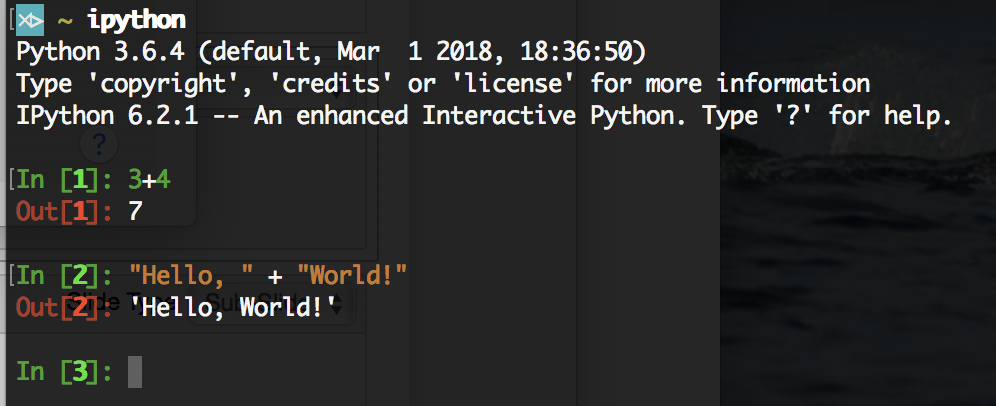 ~ ipython
Python 3.6.4 (default, Mar  1 2018, 18:36:50)
Type 'copyright', 'credits' or 'license' for more information
IPython 6.2.1 -- An enhanced Interactive Python. Type '?' for help.
?
[In [1]: 3+4
Out[1]: 7
[In [2]: "Hello, " + "World!"
Out[2]: 'Hello, World!'
In [3]: